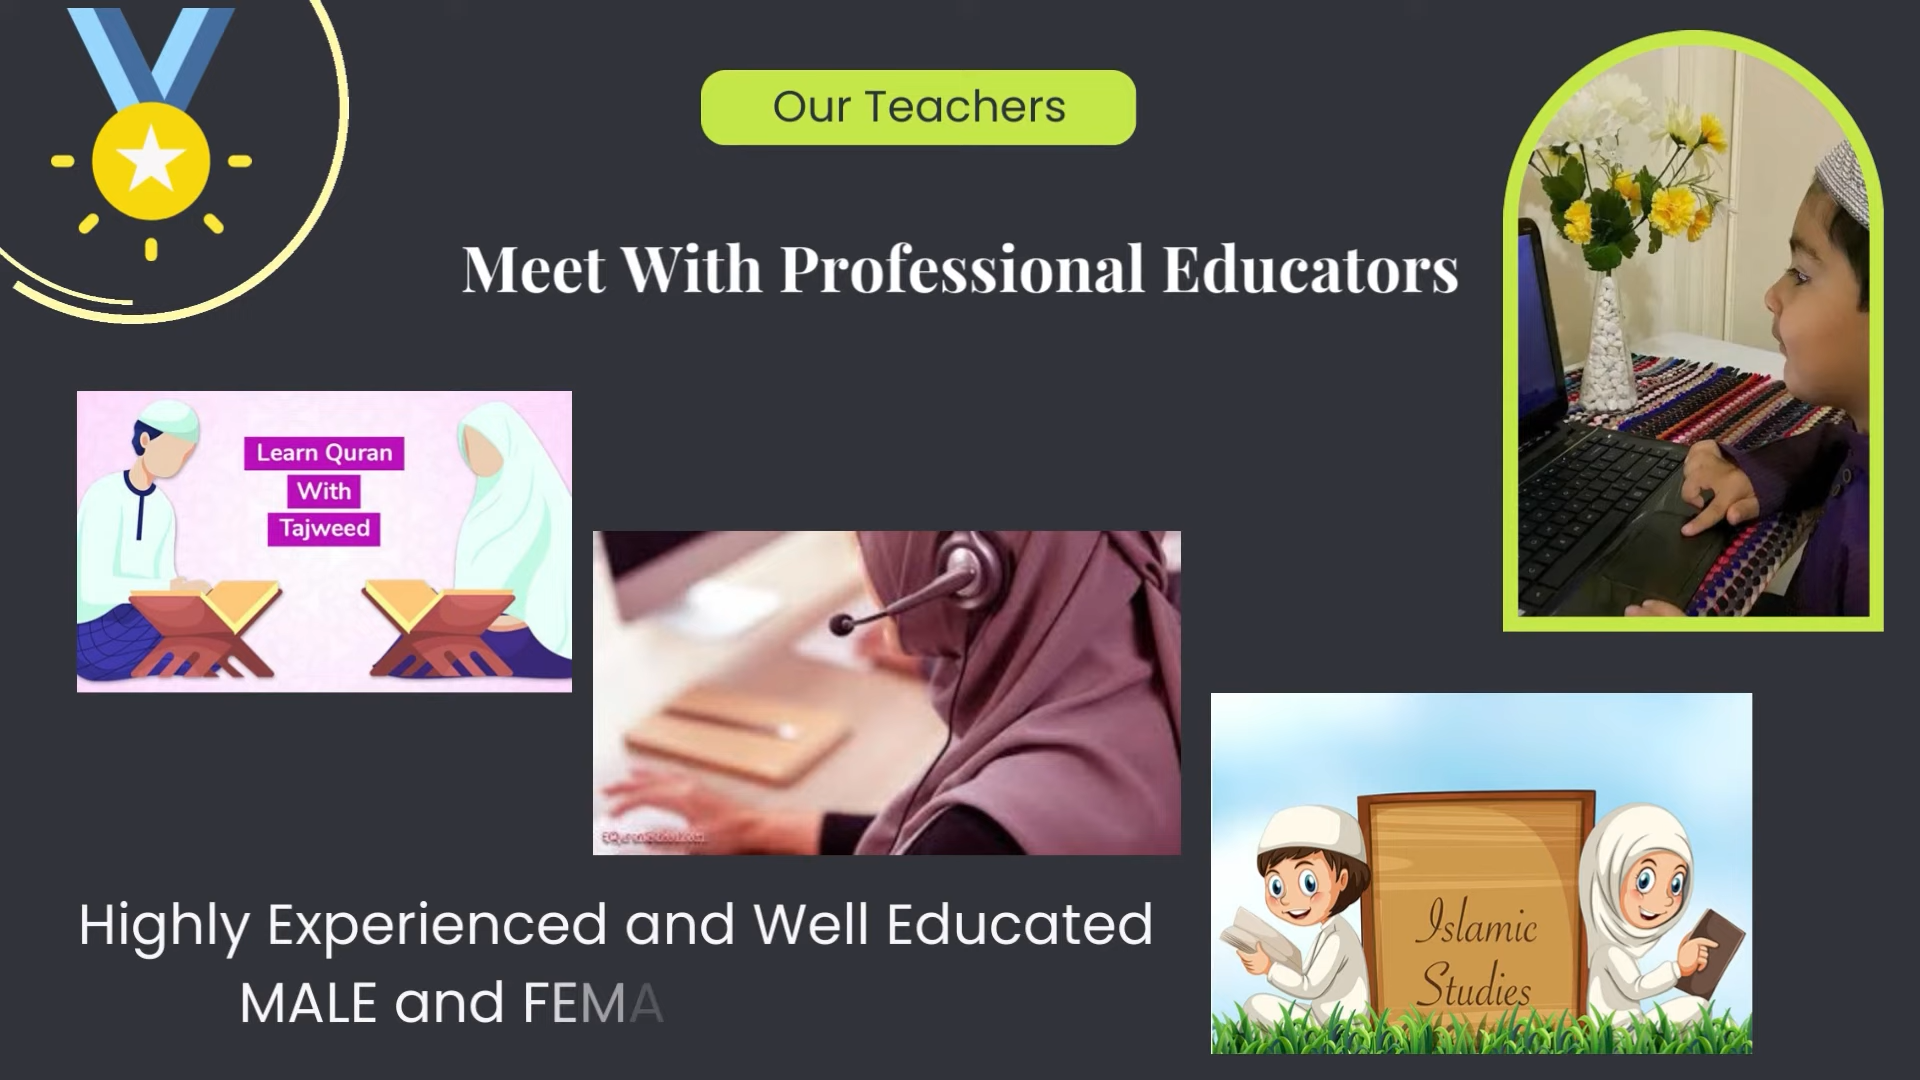 Our Teachers
Meet With Professional Educators
Learn Quran
With
Tajweed
Islamic
Studies
Highly Experienced and Well Educated
MALE and FEMA